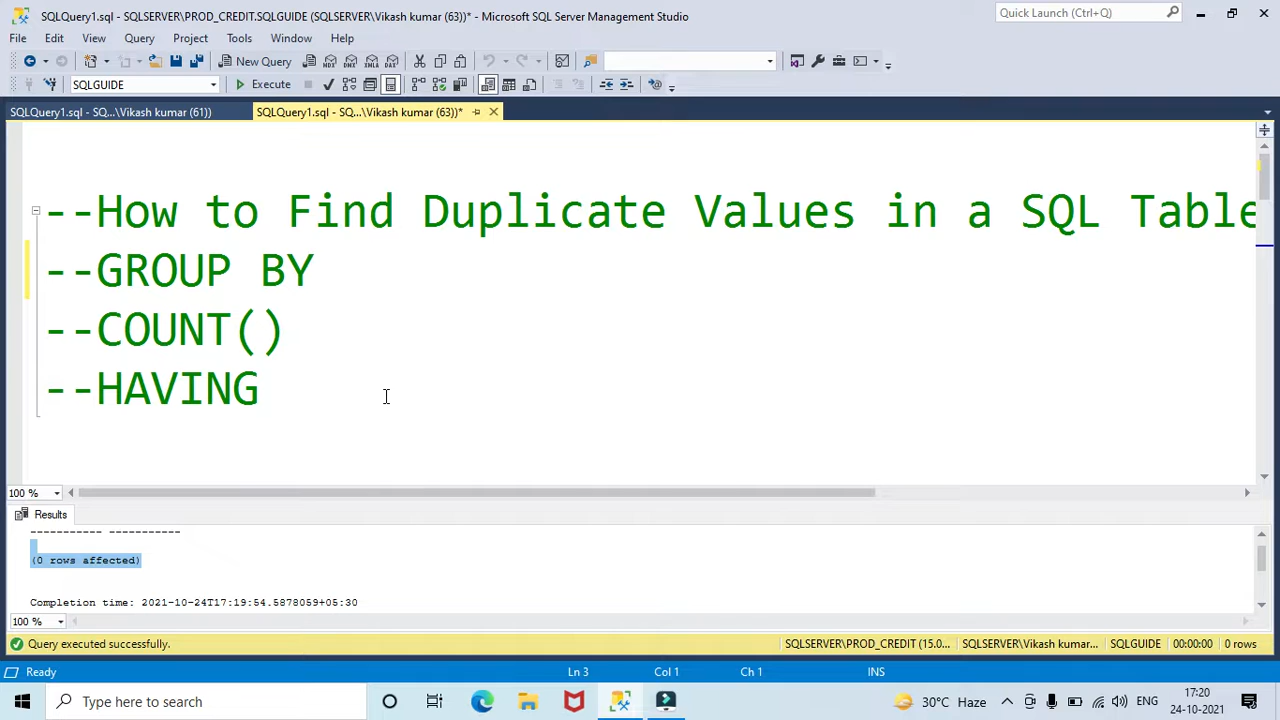 SQLQuery1.sql - SQLSERVER\PROD_CREDIT.SQLGUIDE (SQLSERVER\Vikash kumar (63))* - Microsoft SQL Server Management Studio
Quick Launch (Ctrl+Q)
File Edit View Query Project Tools Window Help
New Query
MDX DMX XMLA DAX
SQLGUIDE Execute
SQLQuery1.sql - SQ...\Vikash kumar (61)) SQLQuery1.sql - SQ...\Vikash kumar (63))*
--How to Find Duplicate Values in a SQL Table
--GROUP BY
--COUNT()
--HAVING
100 %
Results
----------- -----------
(0 rows affected)
Completion time: 2021-10-24T17:19:54.5878059+05:30
100 %
Query executed successfully. SQLSERVER\PROD_CREDIT (15.0... SQLSERVER\Vikash kumar... SQLGUIDE 00:00:00 0 rows
Ready Ln 3 Col 1 Ch 1 INS
Type here to search 30°C Haze ENG 17:20
24-10-2021